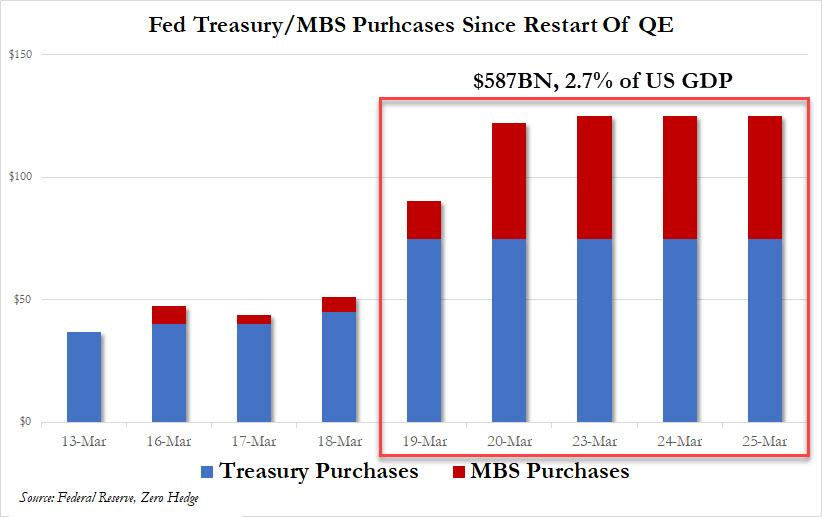 Fed Treasury/MBS Purhcases Since Restart Of QE
$150
$587BN, 2.7% of US GDP
$100
$50
$0
13-Mar 16-Mar 17-Mar 18-Mar 19-Mar 20-Mar 23-Mar 24-Mar 25-Mar
Treasury Purchases MBS Purchases
Source: Federal Reserve, Zero Hedge